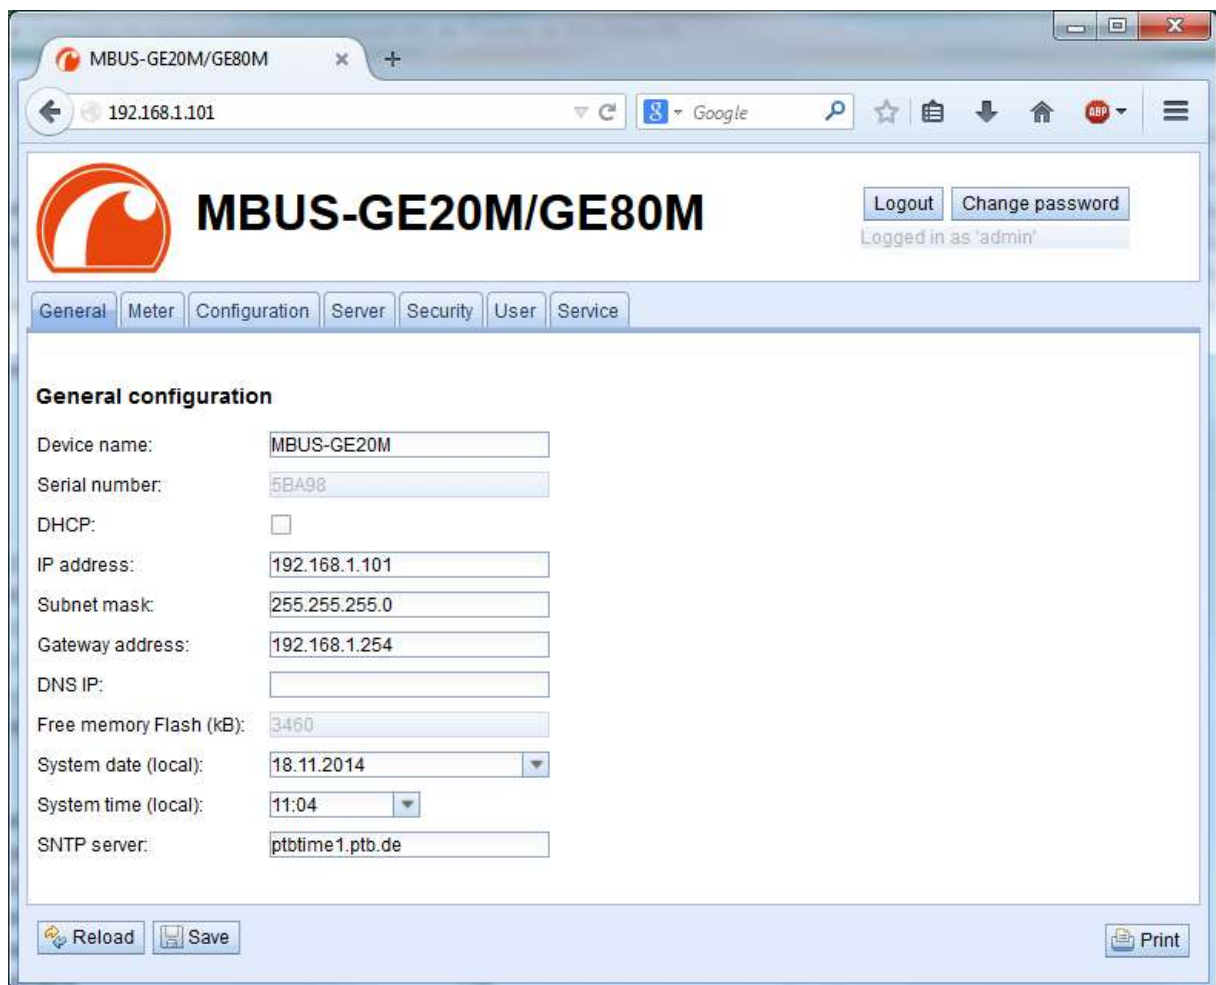 MBUS-GE20M/GE80M
192.168.1.101
8 Google
ABP
MBUS-GE20M/GE80M
Logout Change password
Logged in as 'admin'
General Meter Configuration Server Security User Service
General configuration
Device name: MBUS-GE20M
Serial number: 5BA98
DHCP:
IP address: 192.168.1.101
Subnet mask: 255.255.255.0
Gateway address: 192.168.1.254
DNS IP:
Free memory Flash (kB): 3460
System date (local): 18.11.2014
System time (local): 11:04
SNTP server: ptbtime1.ptb.de
Reload Save Print